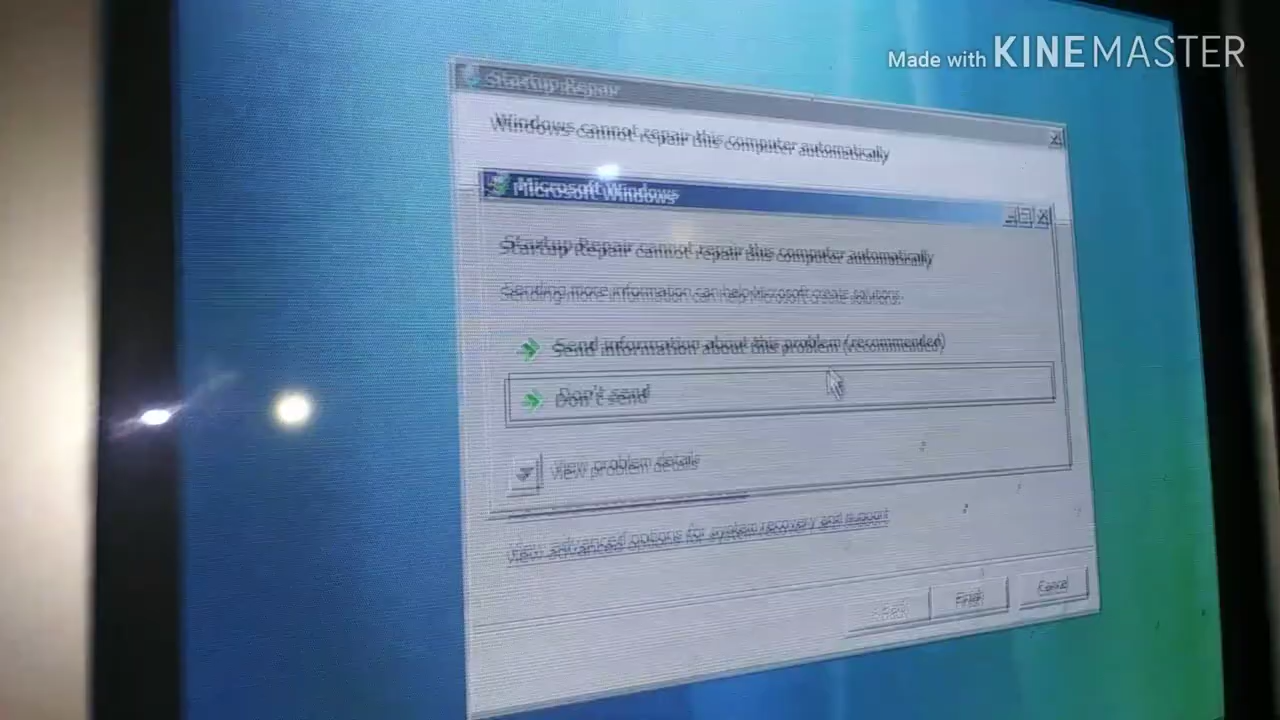 Made with KINEMASTER
Startup Repair
Windows cannot repair this computer automatically
Microsoft Windows
Startup Repair cannot repair this computer automatically
Sending more information can help Microsoft create solutions.
Send information about this problem (recommended)
Don't send
View problem details
View advanced options for system recovery and support
< Back Finish Cancel